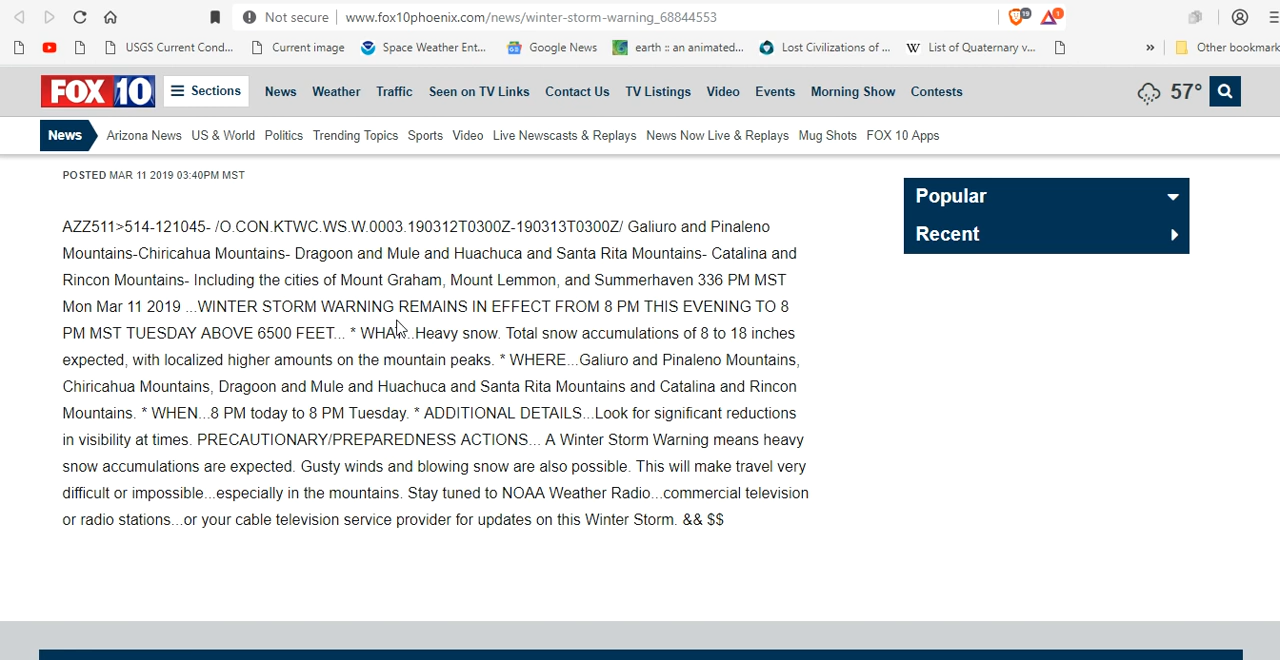 Not secure
www.fox10phoenix.com/news/winter-storm-warning_68844553
19
1
USGS Current Cond...
Current image
Space Weather Ent...
Google News
earth :: an animated...
Lost Civilizations of ...
W List of Quaternary v...
»
Other bookmark
FOX 10
Sections
News
Weather
Traffic
Seen on TV Links
Contact Us
TV Listings
Video
Events
Morning Show
Contests
57°
News
Arizona News
US & World
Politics
Trending Topics
Sports
Video
Live Newscasts & Replays
News Now Live & Replays
Mug Shots
FOX 10 Apps
POSTED MAR 11 2019 03:40PM MST
AZZ511>514-121045- /O.CON.KTWC.WS.W.0003.190312T0300Z-190313T0300Z/ Galiuro and Pinaleno
Mountains-Chiricahua Mountains- Dragoon and Mule and Huachuca and Santa Rita Mountains- Catalina and
Rincon Mountains- Including the cities of Mount Graham, Mount Lemmon, and Summerhaven 336 PM MST
Mon Mar 11 2019 ...WINTER STORM WARNING REMAINS IN EFFECT FROM 8 PM THIS EVENING TO 8
PM MST TUESDAY ABOVE 6500 FEET... * WHAT...Heavy snow. Total snow accumulations of 8 to 18 inches
expected, with localized higher amounts on the mountain peaks. * WHERE...Galiuro and Pinaleno Mountains,
Chiricahua Mountains, Dragoon and Mule and Huachuca and Santa Rita Mountains and Catalina and Rincon
Mountains. * WHEN...8 PM today to 8 PM Tuesday. * ADDITIONAL DETAILS...Look for significant reductions
in visibility at times. PRECAUTIONARY/PREPAREDNESS ACTIONS... A Winter Storm Warning means heavy
snow accumulations are expected. Gusty winds and blowing snow are also possible. This will make travel very
difficult or impossible...especially in the mountains. Stay tuned to NOAA Weather Radio...commercial television
or radio stations...or your cable television service provider for updates on this Winter Storm. && $$
Popular
Recent